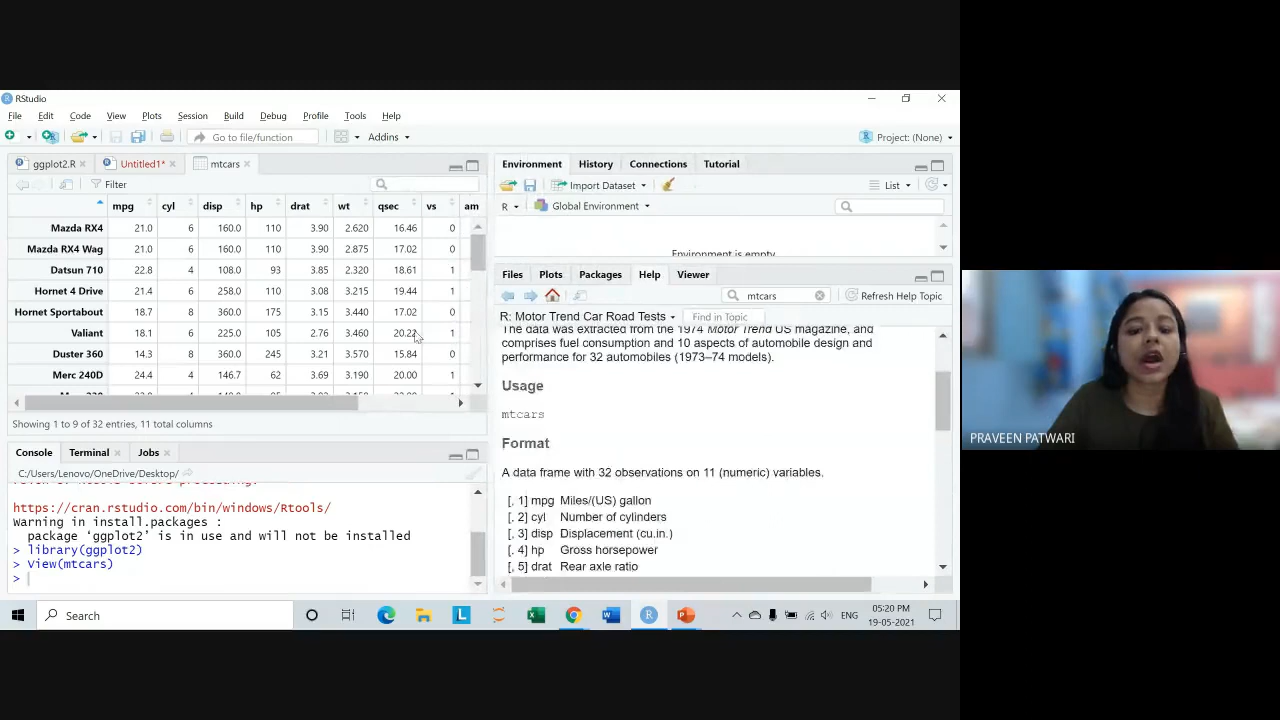 RStudio
File Edit Code View Plots Session Build Debug Profile Tools Help
Go to file/function Addins Project: (None)
ggplot2.R Untitled1* mtcars
Filter
mpg cyl disp hp drat wt qsec vs am
Mazda RX4 21.0 6 160.0 110 3.90 2.620 16.46 0
Mazda RX4 Wag 21.0 6 160.0 110 3.90 2.875 17.02 0
Datsun 710 22.8 4 108.0 93 3.85 2.320 18.61 1
Hornet 4 Drive 21.4 6 258.0 110 3.08 3.215 19.44 1
Hornet Sportabout 18.7 8 360.0 175 3.15 3.440 17.02 0
Valiant 18.1 6 225.0 105 2.76 3.460 20.22 1
Duster 360 14.3 8 360.0 245 3.21 3.570 15.84 0
Merc 240D 24.4 4 146.7 62 3.69 3.190 20.00 1
Showing 1 to 9 of 32 entries, 11 total columns
Console Terminal Jobs
C:/Users/Lenovo/OneDrive/Desktop/
https://cran.rstudio.com/bin/windows/Rtools/
Warning in install.packages :
package ‘ggplot2’ is in use and will not be installed
> library(ggplot2)
> View(mtcars)
>
Environment History Connections Tutorial
Import Dataset List
R Global Environment
Environment is empty
Files Plots Packages Help Viewer
mtcars Refresh Help Topic
R: Motor Trend Car Road Tests Find in Topic
The data was extracted from the 1974 Motor Trend US magazine, and
comprises fuel consumption and 10 aspects of automobile design and
performance for 32 automobiles (1973–74 models).
Usage
mtcars
Format
A data frame with 32 observations on 11 (numeric) variables.
[, 1] mpg Miles/(US) gallon
[, 2] cyl Number of cylinders
[, 3] disp Displacement (cu.in.)
[, 4] hp Gross horsepower
[, 5] drat Rear axle ratio
Search
ENG
05:20 PM
19-05-2021
PRAVEEN PATWARI